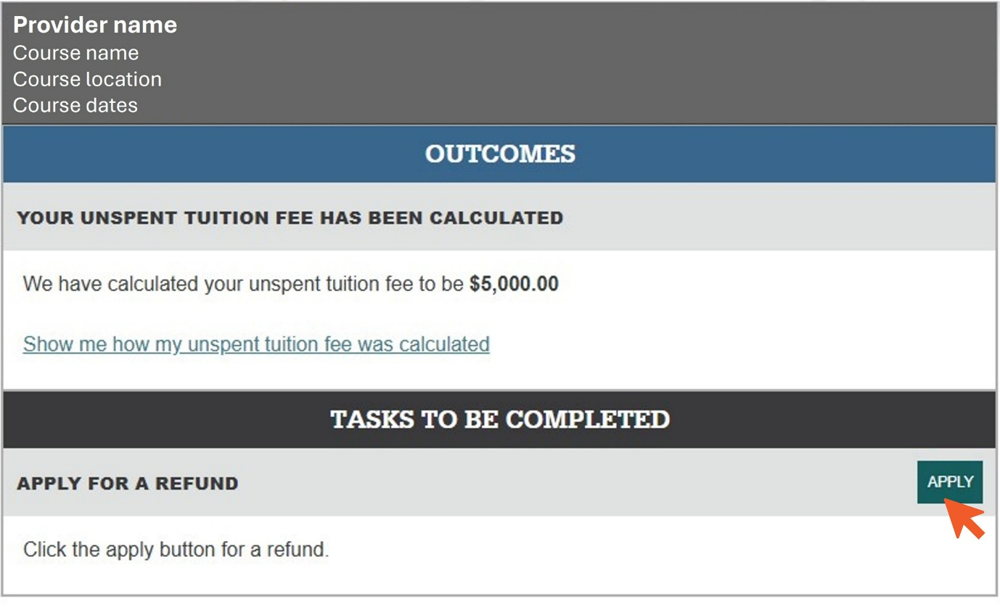 Provider name
Course name
Course location
Course dates
OUTCOMES
YOUR UNSPENT TUITION FEE HAS BEEN CALCULATED
We have calculated your unspent tuition fee to be $5,000.00
Show me how my unspent tuition fee was calculated
TASKS TO BE COMPLETED
APPLY FOR A REFUND
APPLY
Click the apply button for a refund.